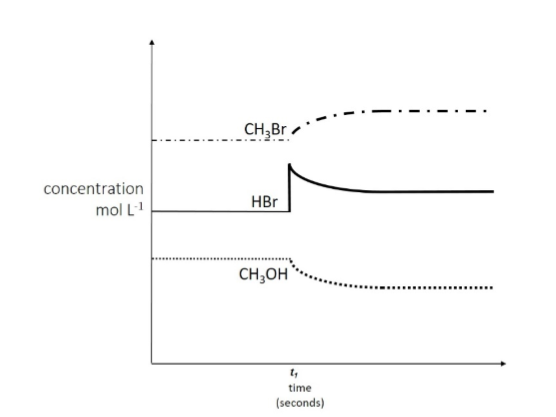 CH₃Br
concentration
mol L⁻¹
HBr
CH₃OH
t₁
time
(seconds)